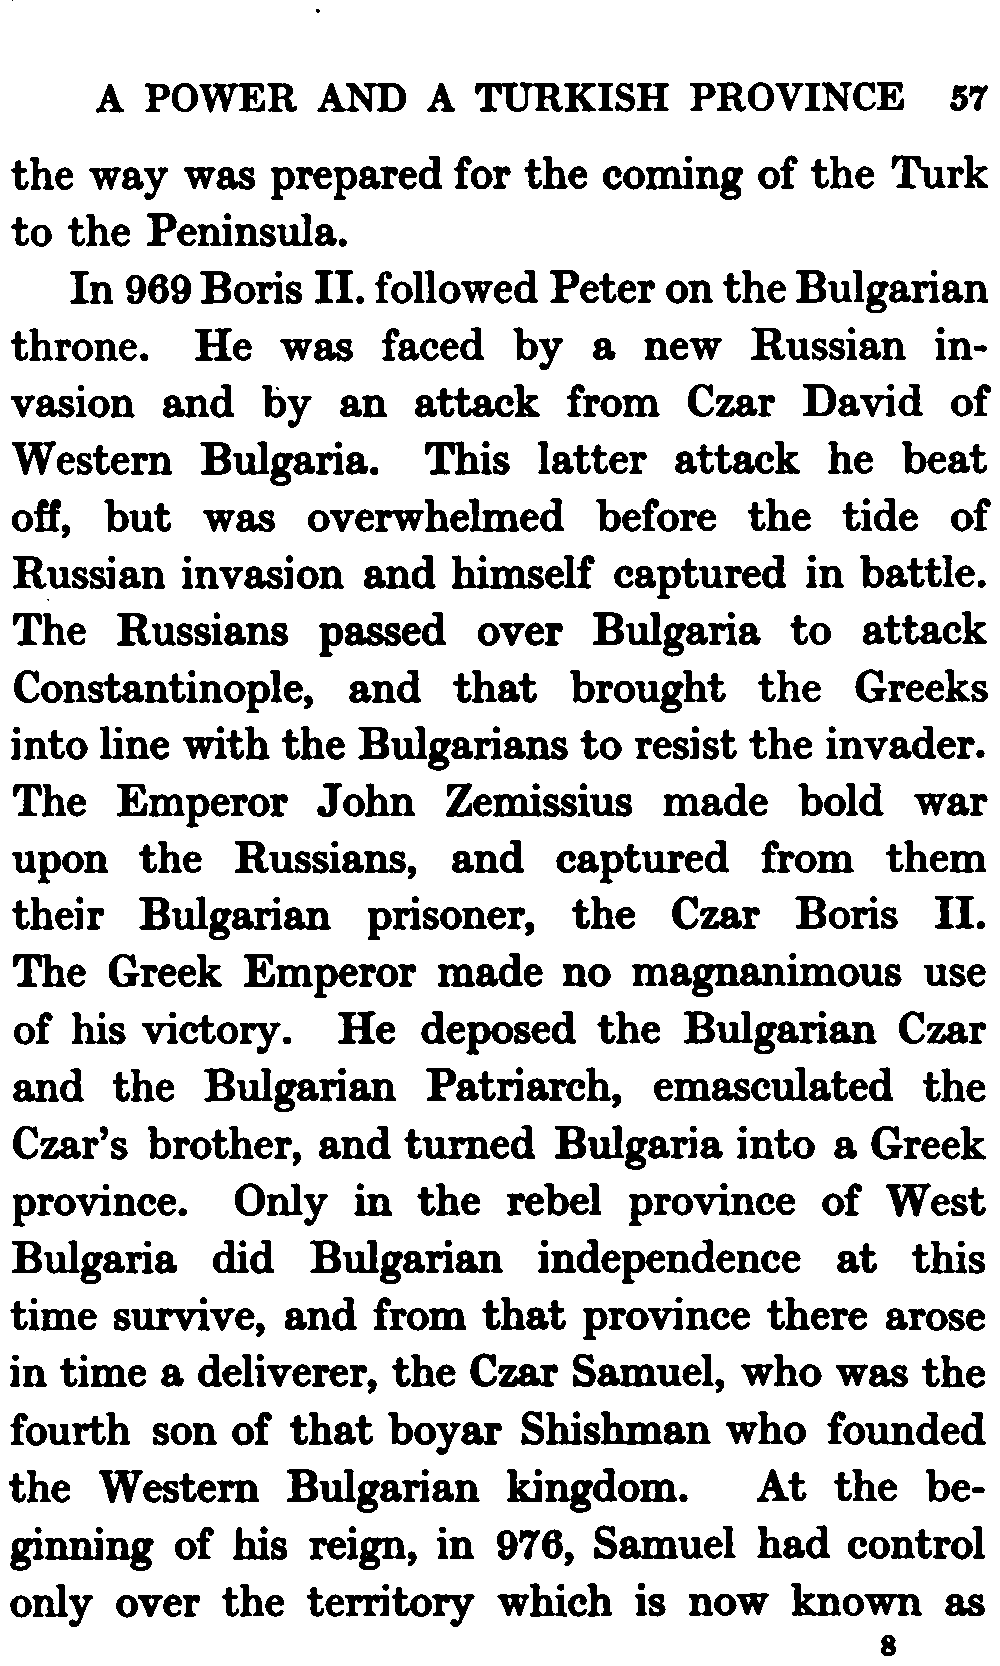 A POWER AND A TURKISH PROVINCE 57
the way was prepared for the coming of the Turk
to the Peninsula.
In 969 Boris II. followed Peter on the Bulgarian
throne. He was faced by a new Russian in-
vasion and by an attack from Czar David of
Western Bulgaria. This latter attack he beat
off, but was overwhelmed before the tide of
Russian invasion and himself captured in battle.
The Russians passed over Bulgaria to attack
Constantinople, and that brought the Greeks
into line with the Bulgarians to resist the invader.
The Emperor John Zemissius made bold war
upon the Russians, and captured from them
their Bulgarian prisoner, the Czar Boris II.
The Greek Emperor made no magnanimous use
of his victory. He deposed the Bulgarian Czar
and the Bulgarian Patriarch, emasculated the
Czar's brother, and turned Bulgaria into a Greek
province. Only in the rebel province of West
Bulgaria did Bulgarian independence at this
time survive, and from that province there arose
in time a deliverer, the Czar Samuel, who was the
fourth son of that boyar Shishman who founded
the Western Bulgarian kingdom. At the be-
ginning of his reign, in 976, Samuel had control
only over the territory which is now known as
8